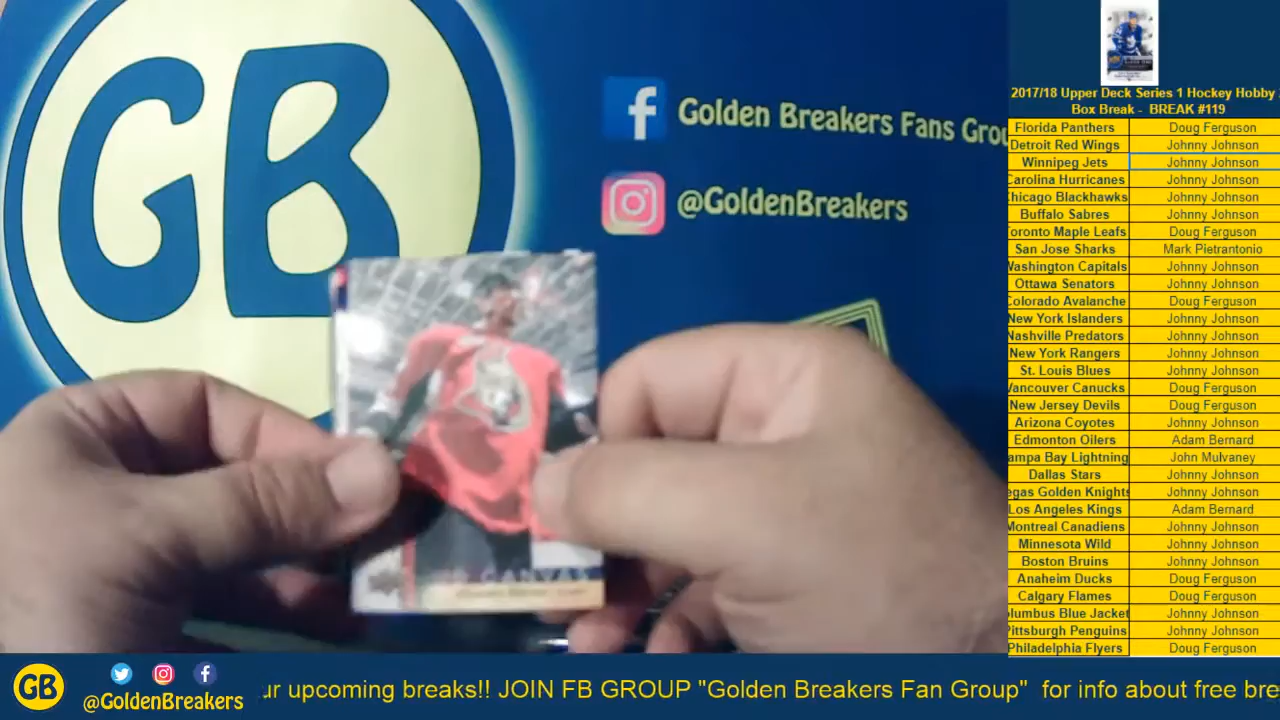 GB
Golden Breakers Fans Grou
@GoldenBreakers
CANVAS
2017/18 Upper Deck Series 1 Hockey Hobby
Box Break - BREAK #119
Florida Panthers Doug Ferguson
Detroit Red Wings Johnny Johnson
Winnipeg Jets Johnny Johnson
Carolina Hurricanes Johnny Johnson
Chicago Blackhawks Johnny Johnson
Buffalo Sabres Johnny Johnson
Toronto Maple Leafs Doug Ferguson
San Jose Sharks Mark Pietrantonio
Washington Capitals Johnny Johnson
Ottawa Senators Johnny Johnson
Colorado Avalanche Doug Ferguson
New York Islanders Johnny Johnson
Nashville Predators Johnny Johnson
New York Rangers Johnny Johnson
St. Louis Blues Johnny Johnson
Vancouver Canucks Doug Ferguson
New Jersey Devils Doug Ferguson
Arizona Coyotes Johnny Johnson
Edmonton Oilers Adam Bernard
ampa Bay Lightning John Mulvaney
Dallas Stars Johnny Johnson
egas Golden Knights Johnny Johnson
Los Angeles Kings Adam Bernard
Montreal Canadiens Johnny Johnson
Minnesota Wild Johnny Johnson
Boston Bruins Johnny Johnson
Anaheim Ducks Doug Ferguson
Calgary Flames Doug Ferguson
olumbus Blue Jacket Johnny Johnson
Pittsburgh Penguins Johnny Johnson
Philadelphia Flyers Doug Ferguson
GB
@GoldenBreakers
ur upcoming breaks!! JOIN FB GROUP "Golden Breakers Fan Group" for info about free bre